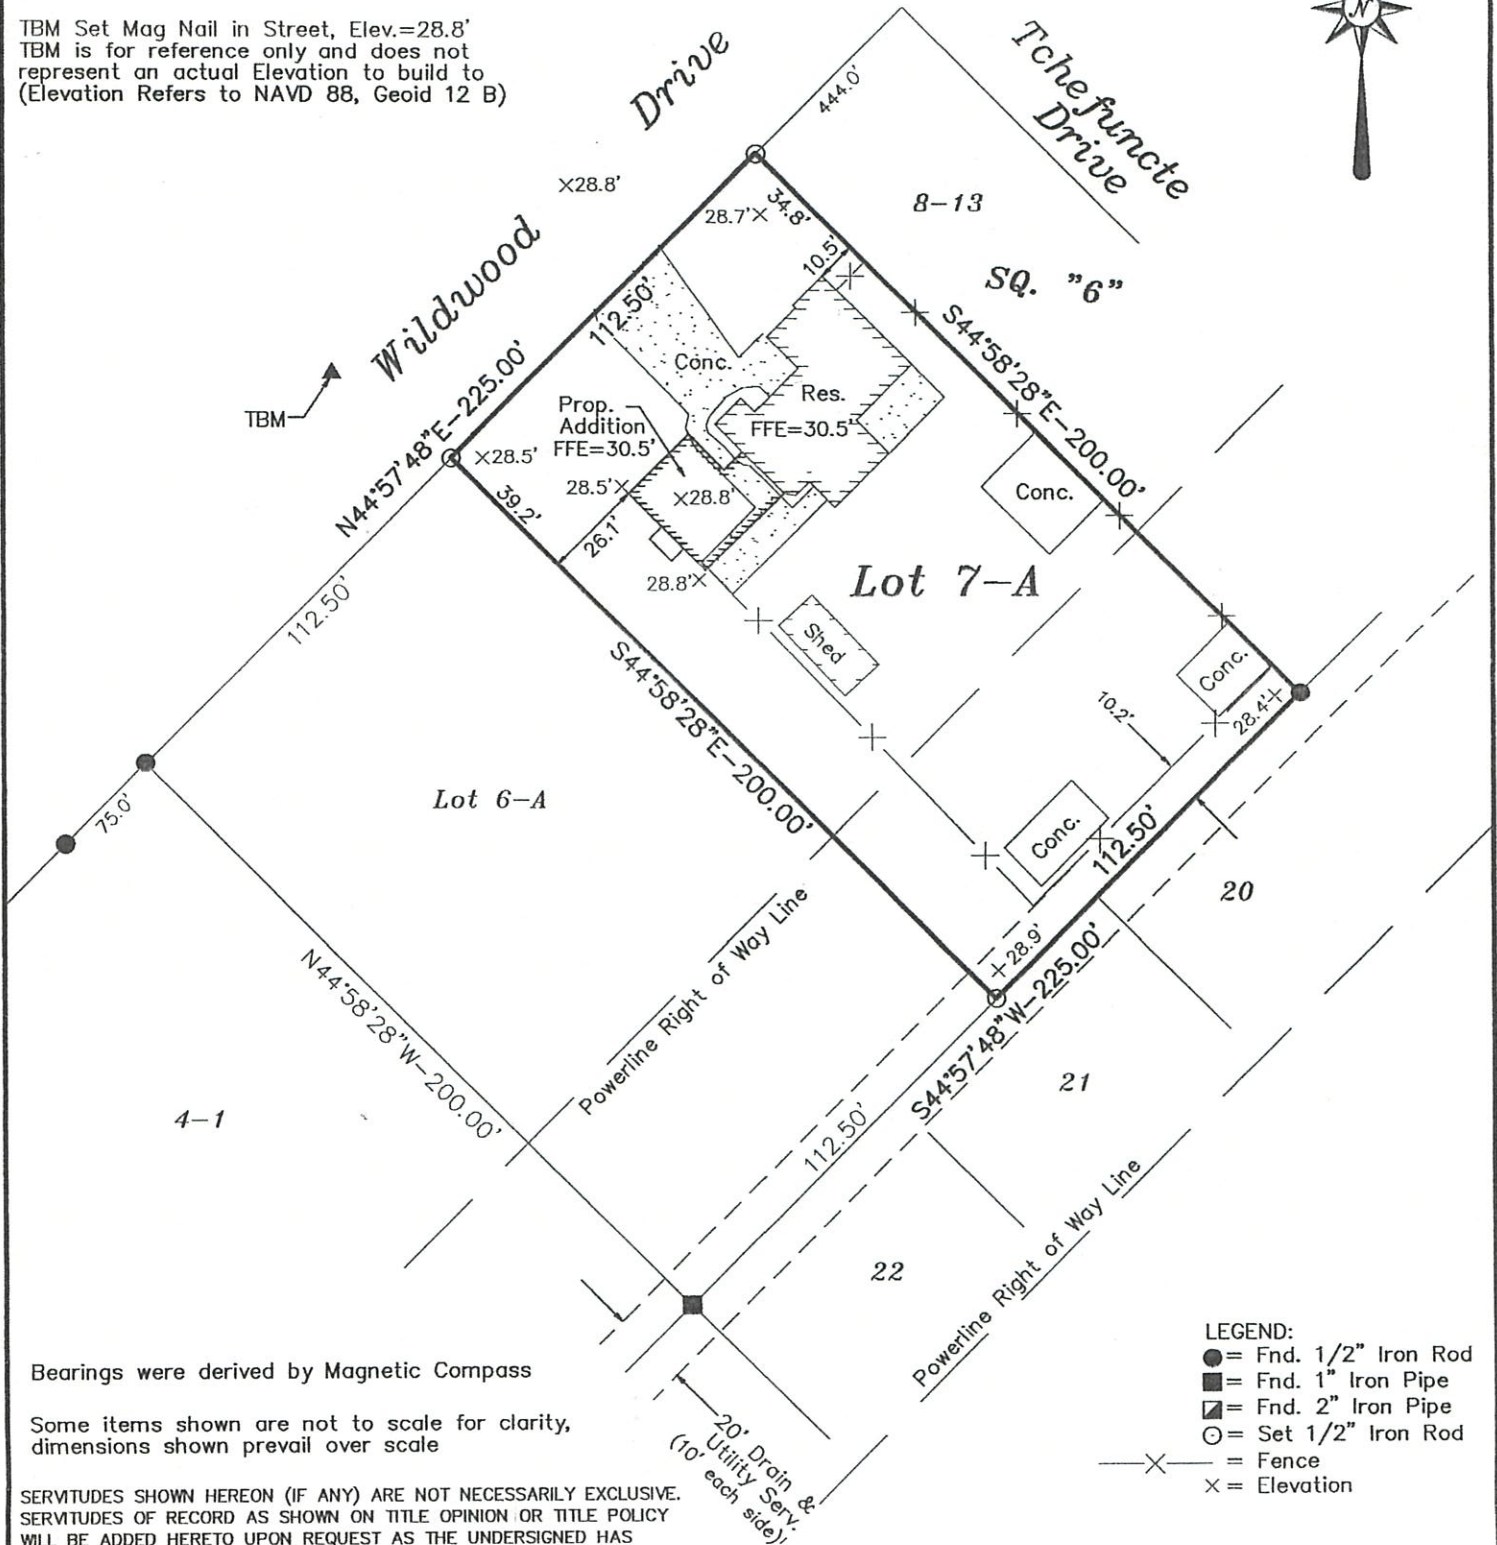 TBM Set Mag Nail in Street, Elev.=28.8'
TBM is for reference only and does not
represent an actual Elevation to build to
(Elevation Refers to NAVD 88, Geoid 12 B)
N
Wildwood Drive
444.0'
Tchefuncte
Drive
×28.8'
28.7'×
34.8'
10.5'
8-13
SQ. "6"
S44°58'28"E-200.00'
112.50'
N44°57'48"E-225.00'
TBM
Conc.
Res.
FFE=30.5'
Prop.
Addition
FFE=30.5'
×28.5'
28.5'×
×28.8'
39.2'
26.1'
28.8'×
Conc.
Lot 7-A
Shed
Conc.
28.4'
10.2'
112.50'
S44°58'28"E-200.00'
Lot 6-A
75.0'
Conc.
112.50'
20
28.9'
Powerline Right of Way Line
N44°58'28"W-200.00'
S44°57'48"W-225.00'
21
4-1
112.50'
22
Powerline Right of Way Line
20' Drain &
Utility Serv.
(10' each
side)
Bearings were derived by Magnetic Compass
Some items shown are not to scale for clarity,
dimensions shown prevail over scale
LEGEND:
●= Fnd. 1/2" Iron Rod
■= Fnd. 1" Iron Pipe
◪= Fnd. 2" Iron Pipe
⊙= Set 1/2" Iron Rod
—×— = Fence
× = Elevation
SERVITUDES SHOWN HEREON (IF ANY) ARE NOT NECESSARILY EXCLUSIVE.
SERVITUDES OF RECORD AS SHOWN ON TITLE OPINION OR TITLE POLICY
WILL BE ADDED HERETO UPON REQUEST AS THE UNDERSIGNED HAS